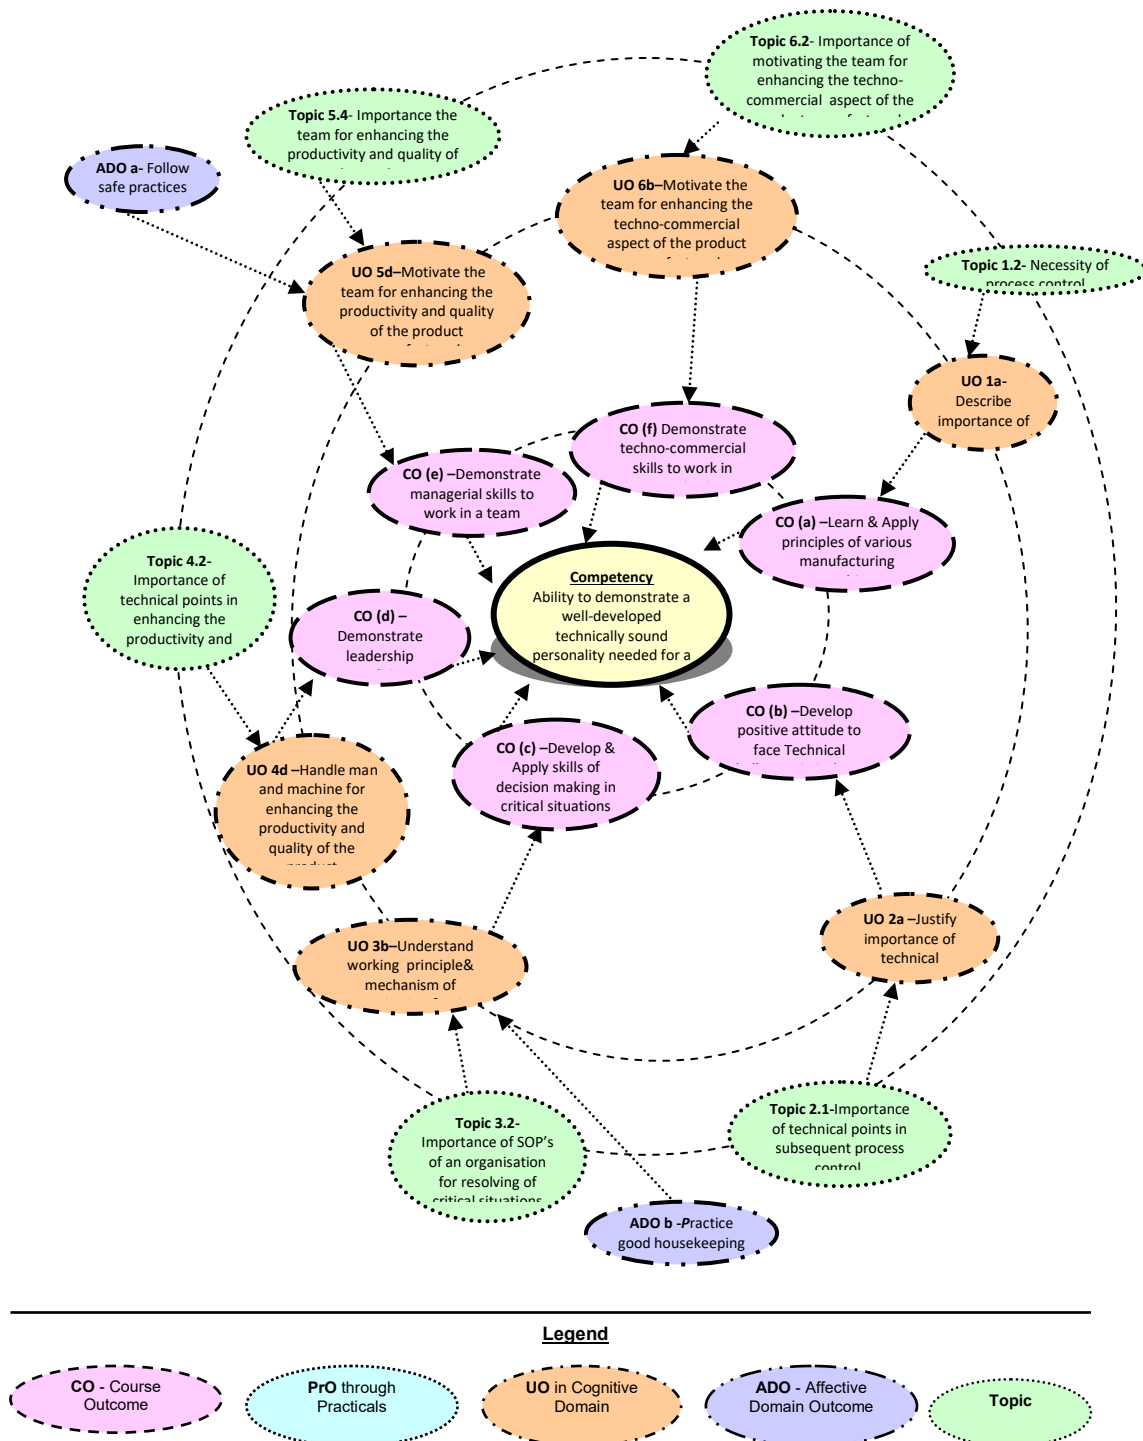 Topic 6.2- Importance of
motivating the team for
enhancing the techno-
commercial aspect of the
Topic 5.4- Importance the
team for enhancing the
productivity and quality of
ADO a- Follow
safe practices
UO 6b–Motivate the
team for enhancing the
techno-commercial
aspect of the product
UO 5d–Motivate the
team for enhancing the
productivity and quality
of the product
Topic 1.2- Necessity of
process control
UO 1a-
Describe
importance of
CO (f) Demonstrate
techno-commercial
skills to work in
CO (e) –Demonstrate
managerial skills to
work in a team
CO (a) –Learn & Apply
principles of various
manufacturing
Topic 4.2-
Importance of
technical points in
enhancing the
productivity and
Competency
Ability to demonstrate a
well-developed
technically sound
personality needed for a
CO (d) –
Demonstrate
leadership
CO (b) –Develop
positive attitude to
face Technical
CO (c) –Develop &
Apply skills of
decision making in
critical situations
UO 4d –Handle man
and machine for
enhancing the
productivity and
quality of the
product
UO 3b–Understand
working principle&
mechanism of
UO 2a –Justify
importance of
technical
Topic 3.2-
Importance of SOP's
of an organisation
for resolving of
critical situations
Topic 2.1-Importance
of technical points in
subsequent process
control
ADO b -Practice
good housekeeping
Legend
CO - Course
Outcome
PrO through
Practicals
UO in Cognitive
Domain
ADO - Affective
Domain Outcome
Topic